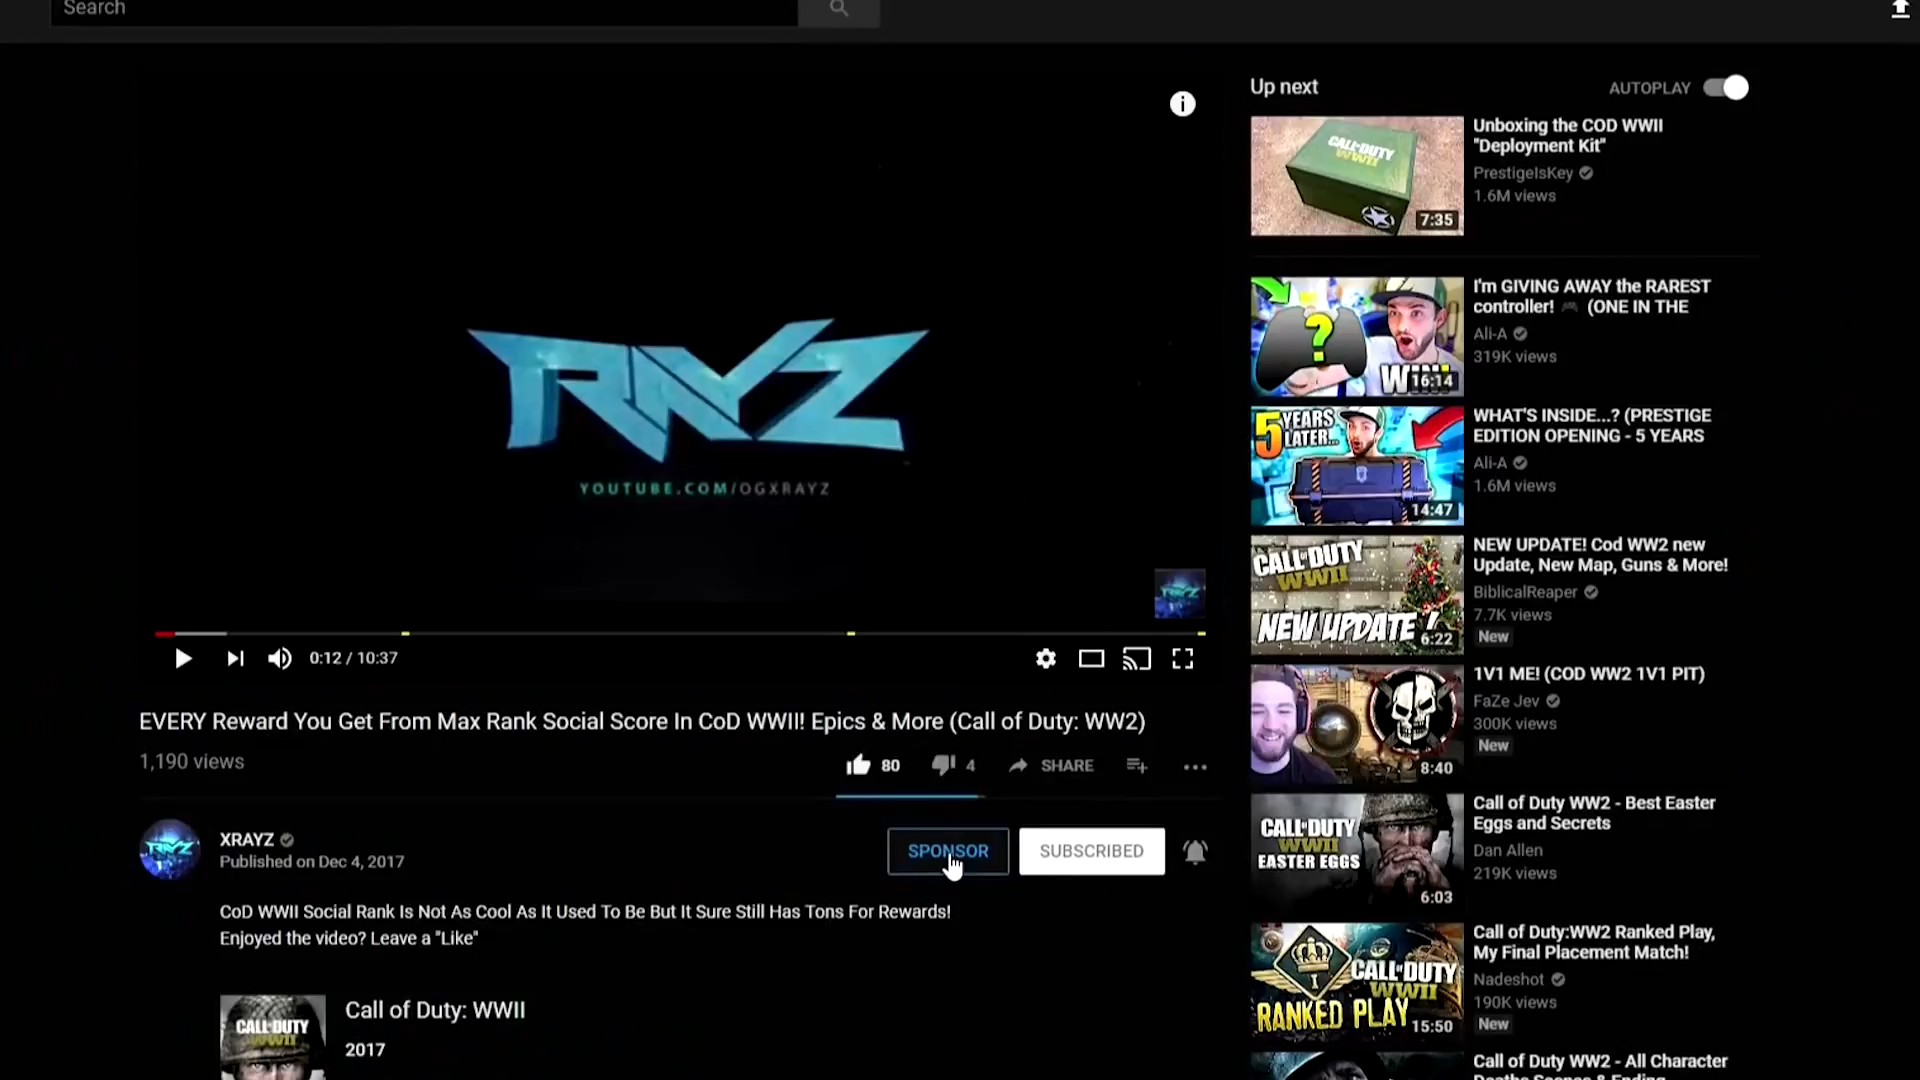 Search
RAYZ
YOUTUBE.COM/OGXRAYZ
0:12 / 10:37
EVERY Reward You Get From Max Rank Social Score In CoD WWII! Epics & More (Call of Duty: WW2)
1,190 views
80
4
SHARE
XRAYZ
Published on Dec 4, 2017
SPONSOR
SUBSCRIBED
CoD WWII Social Rank Is Not As Cool As It Used To Be But It Sure Still Has Tons For Rewards!
Enjoyed the video? Leave a "Like"
CALL OF DUTY
WWII
Call of Duty: WWII
2017
Up next
AUTOPLAY
CALL OF DUTY
WWII
7:35
Unboxing the COD WWII
"Deployment Kit"
PrestigeIsKey
1.6M views
?
WIN!
16:14
I'm GIVING AWAY the RAREST
controller! 🎮 (ONE IN THE
Ali-A
319K views
5 YEARS
LATER...
14:47
WHAT'S INSIDE...? (PRESTIGE
EDITION OPENING - 5 YEARS
Ali-A
1.6M views
CALL OF DUTY
WWII
NEW UPDATE!
6:22
NEW UPDATE! Cod WW2 new
Update, New Map, Guns & More!
BiblicalReaper
7.7K views
New
8:40
1V1 ME! (COD WW2 1V1 PIT)
FaZe Jev
300K views
New
CALL OF DUTY
WWII
EASTER EGGS
6:03
Call of Duty WW2 - Best Easter
Eggs and Secrets
Dan Allen
219K views
I
CALL OF DUTY
WWII
RANKED PLAY
15:50
Call of Duty:WW2 Ranked Play,
My Final Placement Match!
Nadeshot
190K views
New
Call of Duty WW2 - All Character
Deaths Scenes & Ending